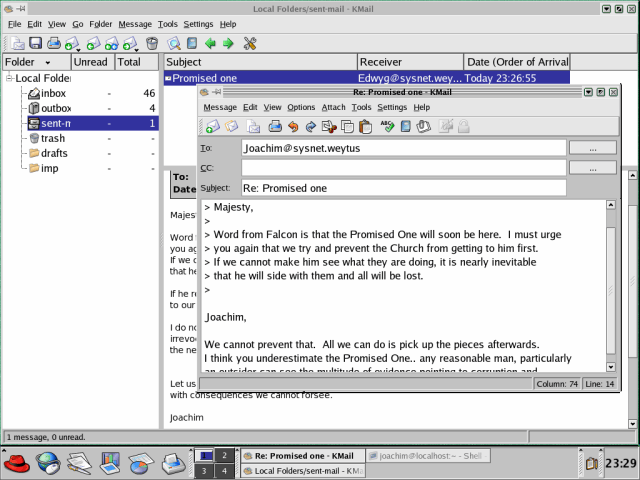 Local Folders/sent-mail - KMail
File Edit View Go Folder Message Tools Settings Help
Folder Unread Total
Subject Receiver Date (Order of Arrival
Local Folde
inbox - 46
outbox - 4
sent-m - 1
trash - -
drafts - -
imp - -
Promised one Edwyg@sysnet.wey... Today 23:26:55
To:
Date
Majes
Word
you ag
If we c
that he
If he re
to our
I do no
irrevoc
the ne
Let us
with consequences we cannot forsee.
Joachim
Re: Promised one - KMail
Message Edit View Options Attach Tools Settings Help
To: Joachim@sysnet.weytus ...
CC: ...
Subject: Re: Promised one
> Majesty,
>
> Word from Falcon is that the Promised One will soon be here. I must urge
> you again that we try and prevent the Church from getting to him first.
> If we cannot make him see what they are doing, it is nearly inevitable
> that he will side with them and all will be lost.
>
Joachim,
We cannot prevent that. All we can do is pick up the pieces afterwards.
I think you underestimate the Promised One.. any reasonable man, particularly
an outsider can see the multitude of evidence pointing to corruption and
Column: 74 Line: 14
1 message, 0 unread.
1 2
3 4
Re: Promised one - KMail
joachim@localhost:~ - Shell
Local Folders/sent-mail - KMa
23:29